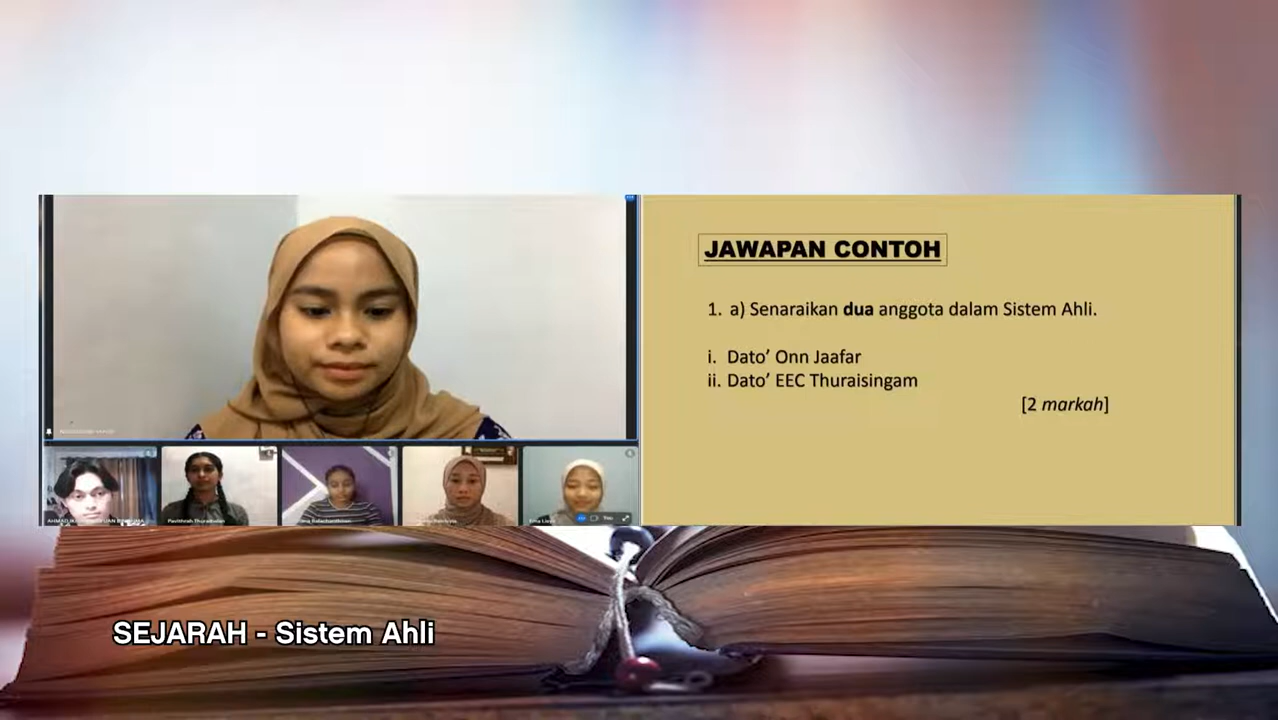 JAWAPAN CONTOH
1. a) Senaraikan dua anggota dalam Sistem Ahli.
i. Dato’ Onn Jaafar
ii. Dato’ EEC Thuraisingam
[2 markah]
SEJARAH - Sistem Ahli